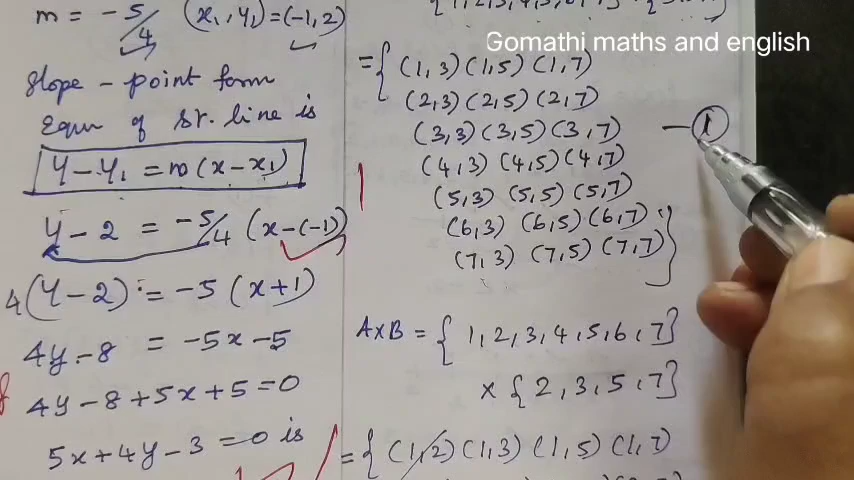 m = -5/4 (x₁, y₁) = (-1, 2)
slope - point form
Equn of st. line is
y - y₁ = m (x - x₁)
y - 2 = -5/4 (x - (-1))
4(y - 2) = -5 (x+1)
4y - 8 = -5x - 5
4y - 8 + 5x + 5 = 0
5x + 4y - 3 = 0 is
Gomathi maths and english
= { (1, 3) (1, 5) (1, 7)
(2, 3) (2, 5) (2, 7)
(3, 3) (3, 5) (3, 7) — 1
(4, 3) (4, 5) (4, 7)
(5, 3) (5, 5) (5, 7)
(6, 3) (6, 5) (6, 7)
(7, 3) (7, 5) (7, 7) }
A×B = { 1, 2, 3, 4, 5, 6, 7 }
× { 2, 3, 5, 7 }
= { (1, 2) (1, 3) (1, 5) (1, 7)